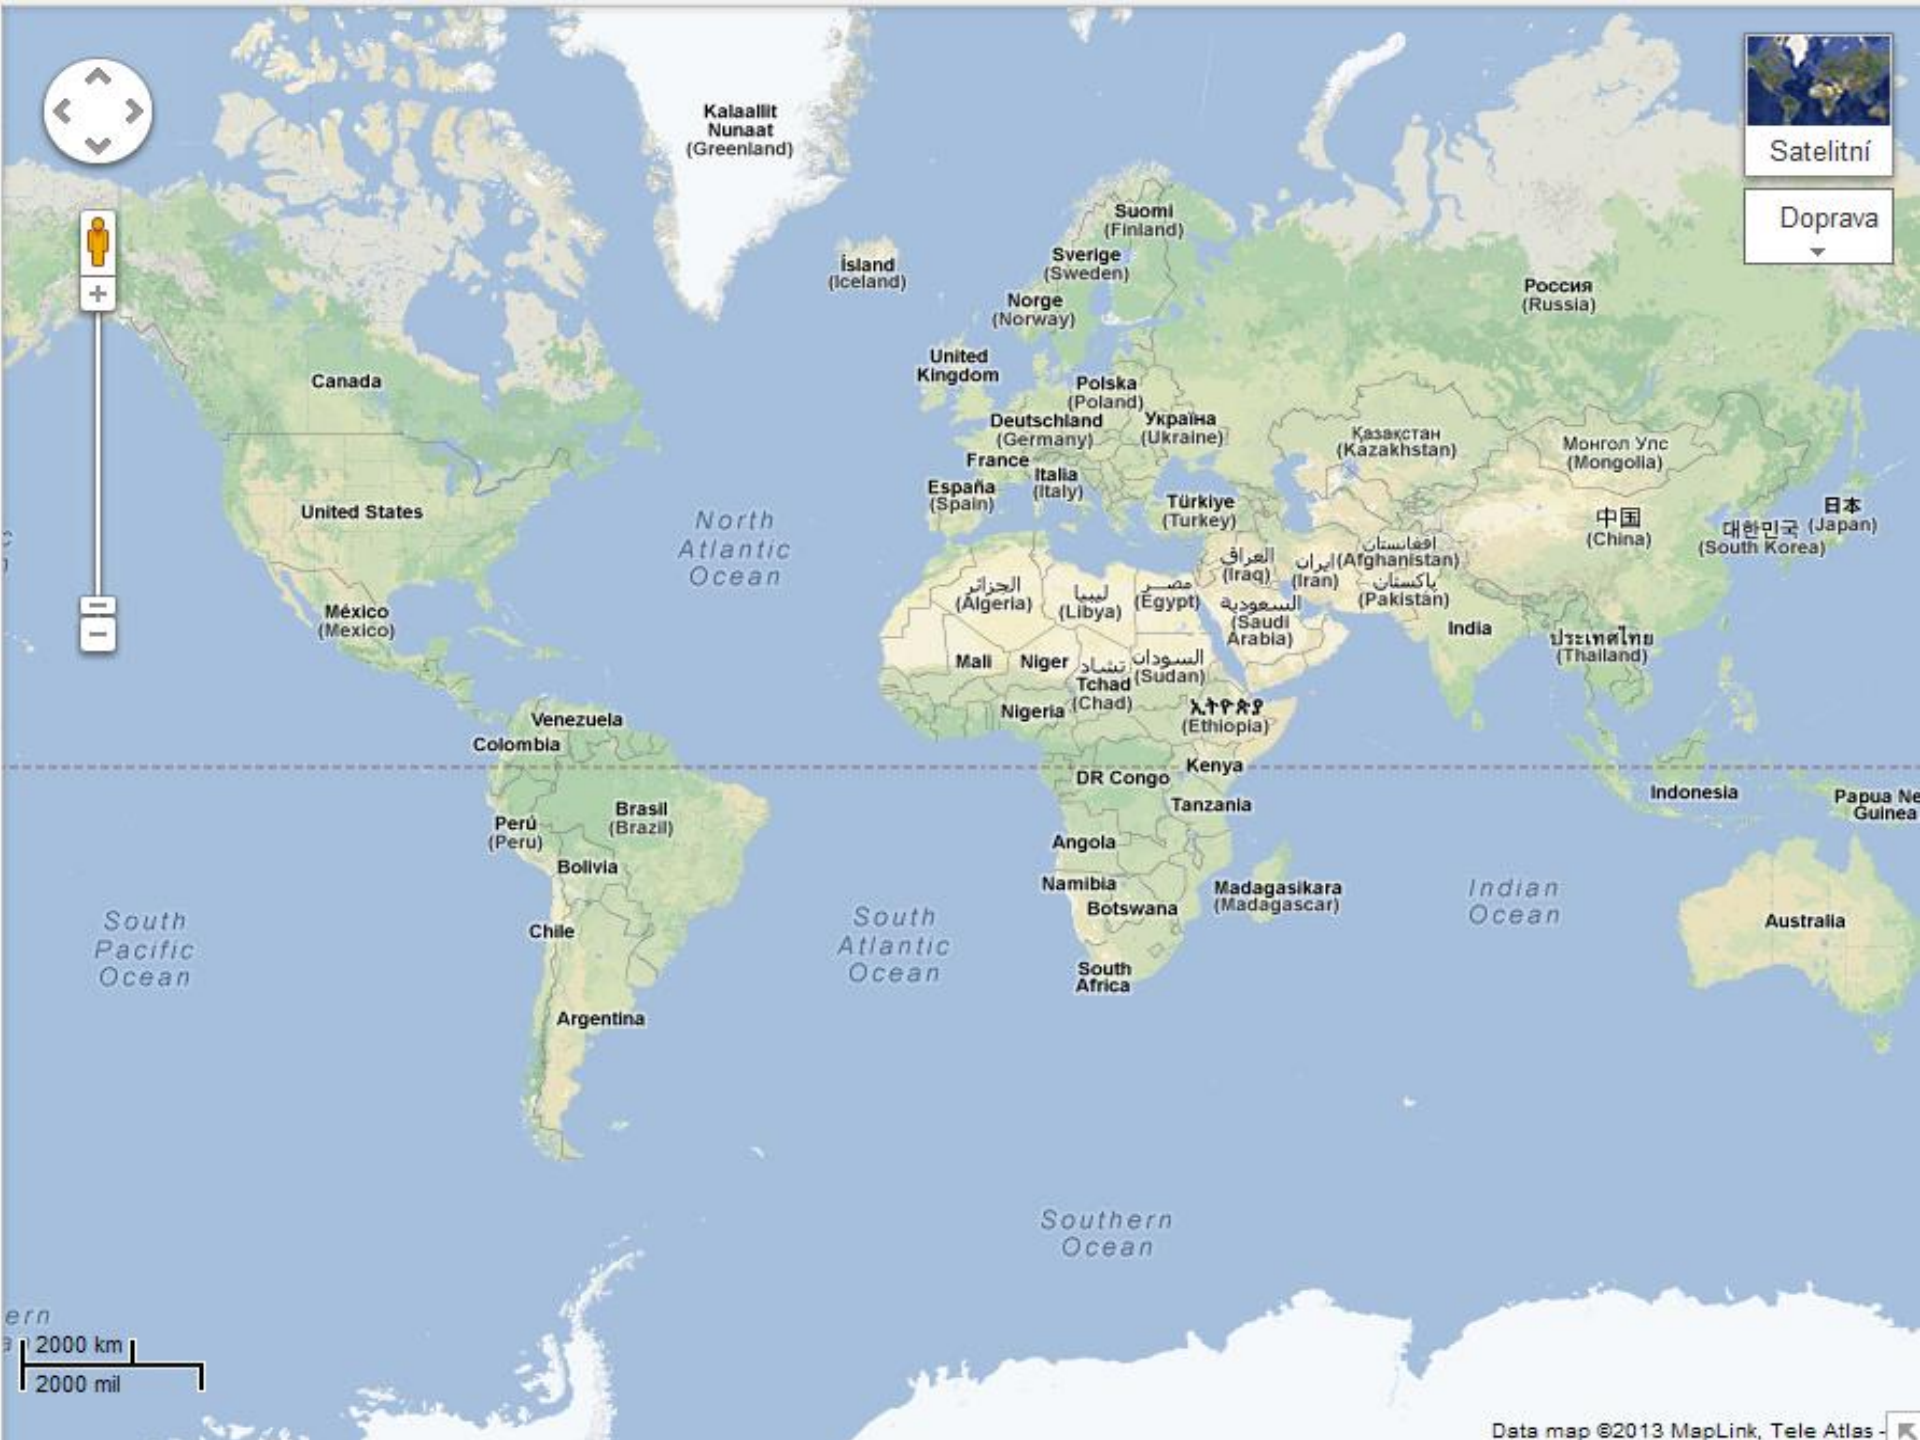 Kalaallit
Nunaat
(Greenland)
Satelitní
Doprava
Suomi
(Finland)
Ísland
(Iceland)
Sverige
(Sweden)
Norge
(Norway)
Россия
(Russia)
United
Kingdom
Canada
Polska
(Poland)
Deutschland
(Germany)
Україна
(Ukraine)
Қазақстан
(Kazakhstan)
Монгол Улс
(Mongolia)
France
Italia
(Italy)
España
(Spain)
Türkiye
(Turkey)
United States
North
Atlantic
Ocean
中国
(China)
日本
(Japan)
대한민국
(South Korea)
افغانستان
(Afghanistan)
العراق
(Iraq)
ایران
(Iran)
پاکستان
(Pakistan)
الجزائر
(Algeria)
ليبيا
(Libya)
مصر
(Egypt)
السعودية
(Saudi
Arabia)
México
(Mexico)
India
ประเทศไทย
(Thailand)
Mali
Niger
تشاد
Tchad
(Chad)
السودان
(Sudan)
Nigeria
ኢትዮጵያ
(Ethiopia)
Venezuela
Colombia
DR Congo
Kenya
Tanzania
Indonesia
Papua Ne
Guinea
Brasil
(Brazil)
Perú
(Peru)
Bolivia
Angola
Namibia
Botswana
Madagasikara
(Madagascar)
Indian
Ocean
Australia
South
Pacific
Ocean
Chile
South
Atlantic
Ocean
South
Africa
Argentina
Southern
Ocean
ern
2000 km
2000 mil
Data map ©2013 MapLink, Tele Atlas -